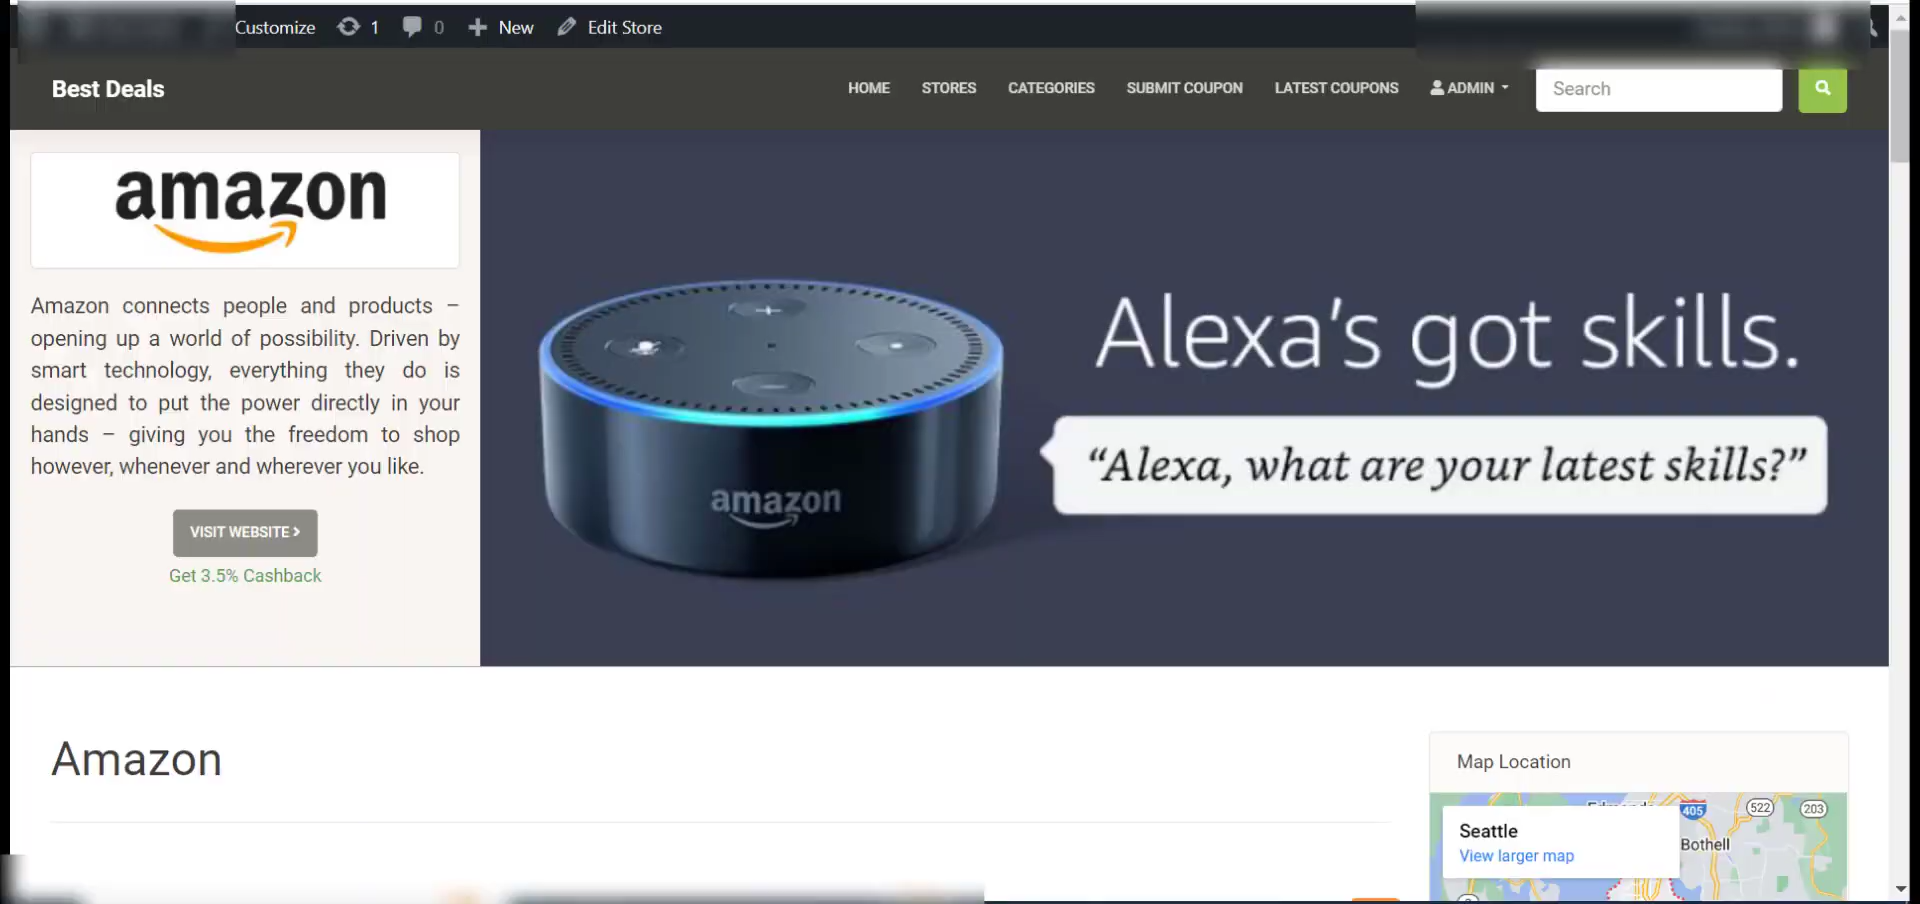 Customize 1 0 New Edit Store
Best Deals
HOME STORES CATEGORIES SUBMIT COUPON LATEST COUPONS ADMIN Search
amazon
Amazon connects people and products –
opening up a world of possibility. Driven by
smart technology, everything they do is
designed to put the power directly in your
hands – giving you the freedom to shop
however, whenever and wherever you like.
VISIT WEBSITE
Get 3.5% Cashback
Alexa’s got skills.
“Alexa, what are your latest skills?”
amazon
Amazon
Map Location
405 522 203
Seattle
View larger map
Bothell